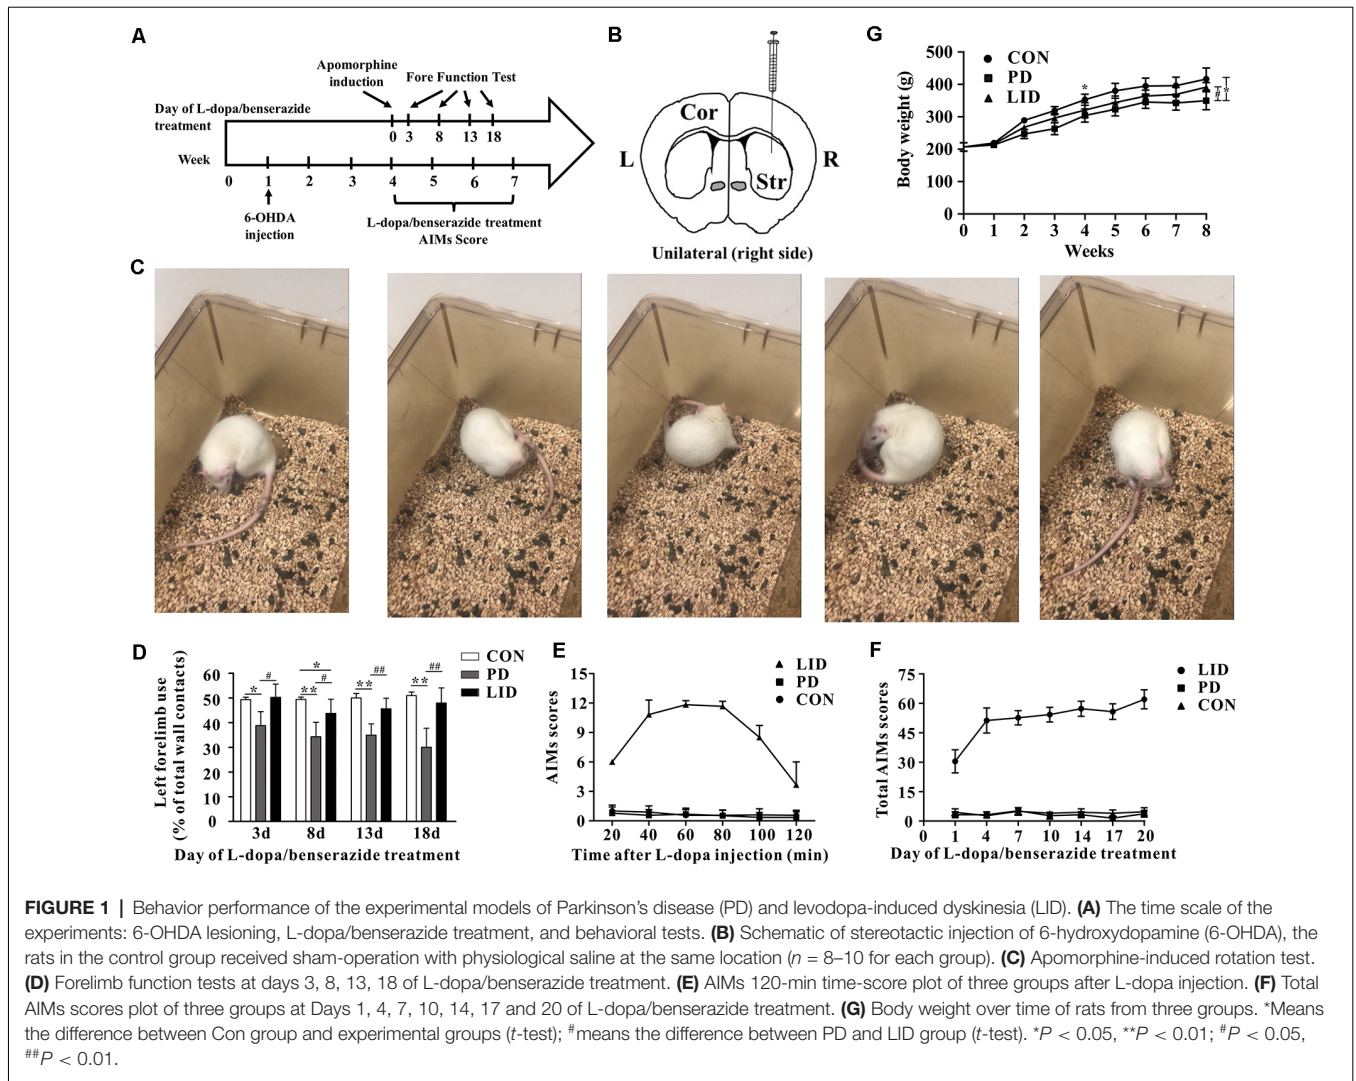 A
Apomorphine
induction
Fore Function Test
Day of L-dopa/benserazide
treatment
0 3 8 13 18
Week
0 1 2 3 4 5 6 7
6-OHDA
injection
L-dopa/benserazide treatment
AIMs Score
B
Cor
L
R
Str
Unilateral (right side)
G
Body weight (g)
500
400
300
200
100
0
CON
PD
LID
*
#
*
0 1 2 3 4 5 6 7 8
Weeks
C
D
Left forelimb use
(% of total wall contacts)
60
50
40
30
20
10
0
* #
* ** #
** ##
** ##
CON
PD
LID
3d 8d 13d 18d
Day of L-dopa/benserazide treatment
E
AIMs scores
15
12
9
6
3
0
LID
PD
CON
20 40 60 80 100 120
Time after L-dopa injection (min)
F
Total AIMs scores
75
60
45
30
15
0
LID
PD
CON
0 1 4 7 10 14 17 20
Day of L-dopa/benserazide treatment
FIGURE 1 | Behavior performance of the experimental models of Parkinson's disease (PD) and levodopa-induced dyskinesia (LID). (A) The time scale of the
experiments: 6-OHDA lesioning, L-dopa/benserazide treatment, and behavioral tests. (B) Schematic of stereotactic injection of 6-hydroxydopamine (6-OHDA), the
rats in the control group received sham-operation with physiological saline at the same location (n = 8–10 for each group). (C) Apomorphine-induced rotation test.
(D) Forelimb function tests at days 3, 8, 13, 18 of L-dopa/benserazide treatment. (E) AIMs 120-min time-score plot of three groups after L-dopa injection. (F) Total
AIMs scores plot of three groups at Days 1, 4, 7, 10, 14, 17 and 20 of L-dopa/benserazide treatment. (G) Body weight over time of rats from three groups. *Means
the difference between Con group and experimental groups (t-test); #means the difference between PD and LID group (t-test). *P < 0.05, **P < 0.01; #P < 0.05,
##P < 0.01.